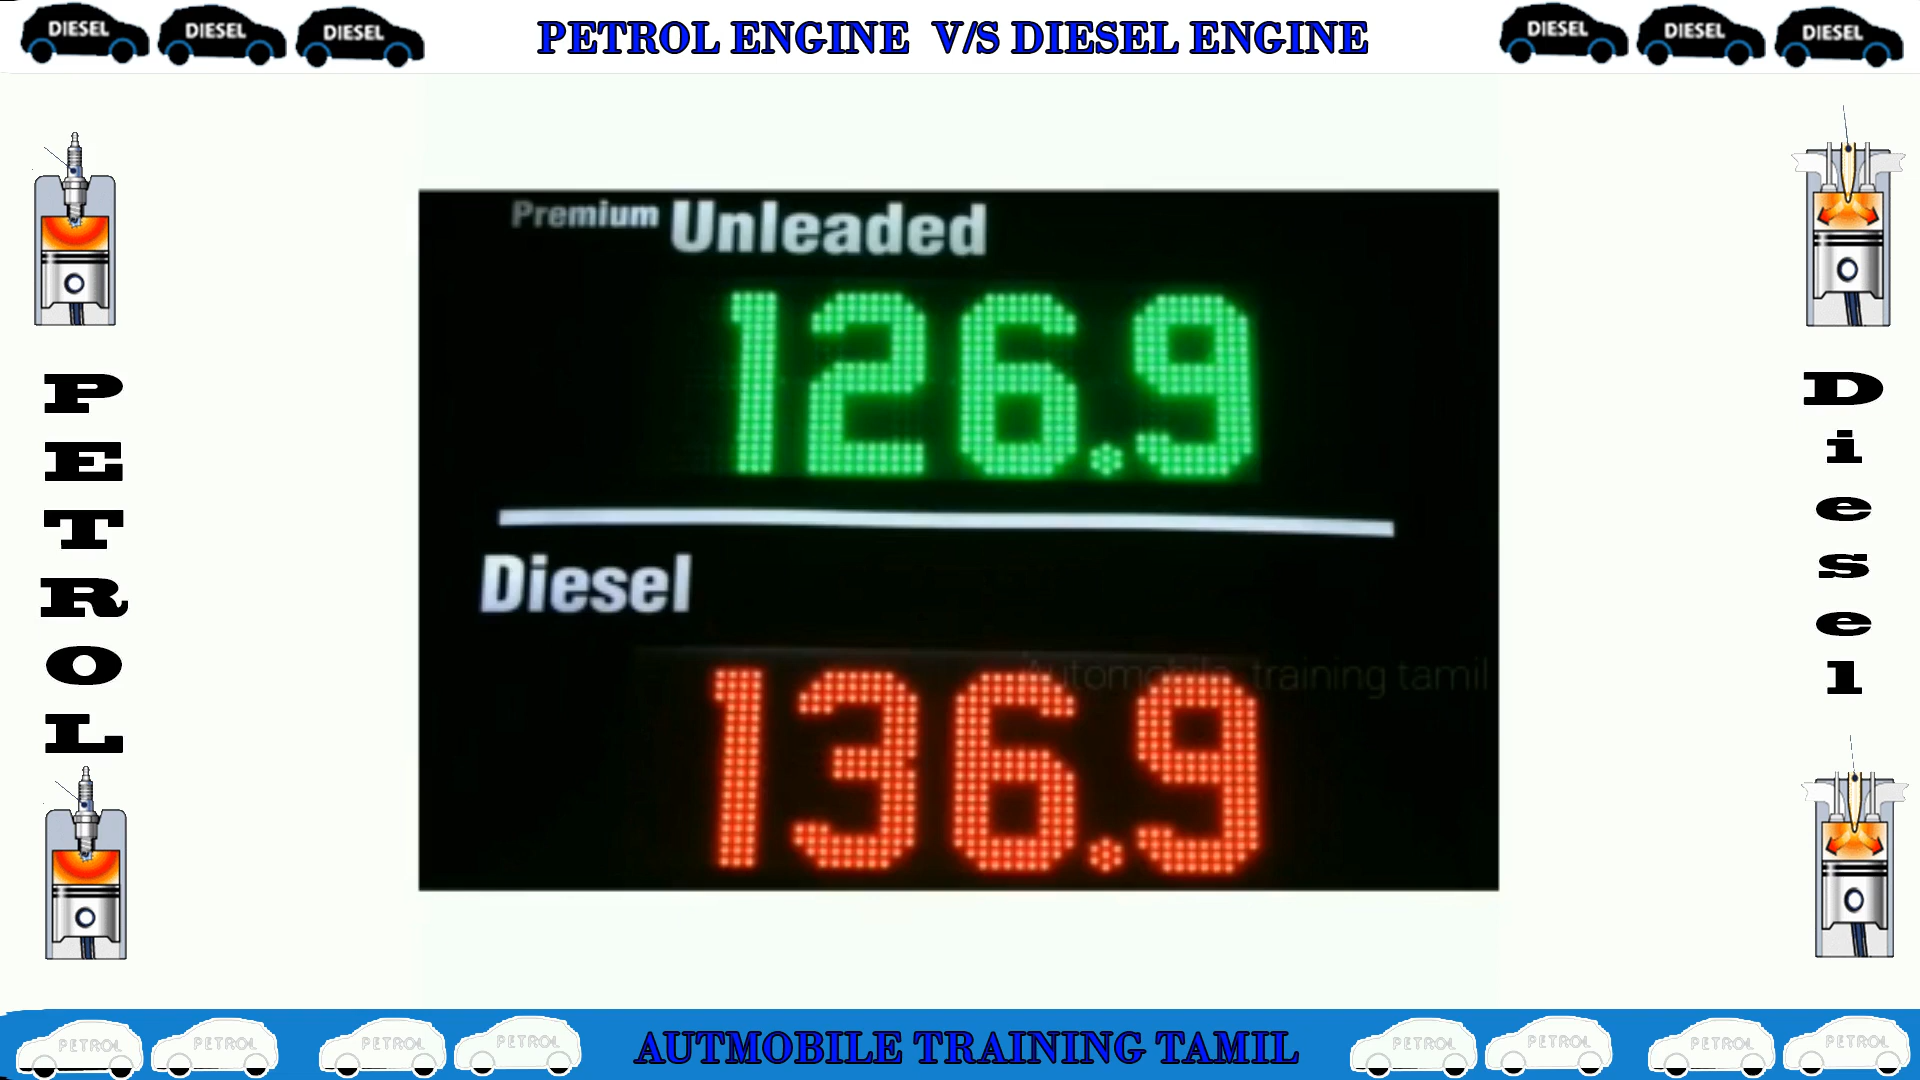 DIESEL DIESEL DIESEL PETROL ENGINE V/S DIESEL ENGINE DIESEL DIESEL DIESEL
Premium Unleaded
126.9
Diesel
136.9
Automobile training tamil
PETROL
Diesel
PETROL PETROL PETROL PETROL AUTMOBILE TRAINING TAMIL PETROL PETROL PETROL PETROL